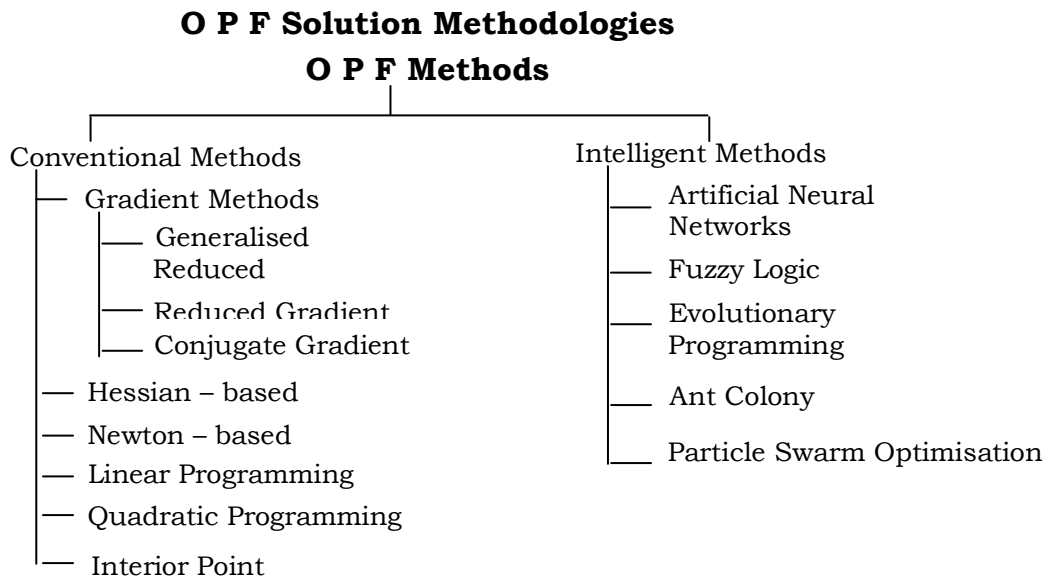 O P F Solution Methodologies
O P F Methods
Conventional Methods
Gradient Methods
Generalised
Reduced
Reduced Gradient
Conjugate Gradient
Hessian – based
Newton – based
Linear Programming
Quadratic Programming
Interior Point
Intelligent Methods
Artificial Neural
Networks
Fuzzy Logic
Evolutionary
Programming
Ant Colony
Particle Swarm Optimisation